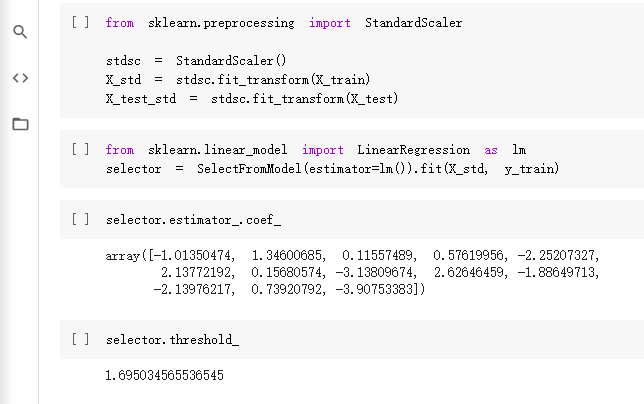 [ ] from sklearn.preprocessing import StandardScaler
stdsc = StandardScaler()
X_std = stdsc.fit_transform(X_train)
X_test_std = stdsc.fit_transform(X_test)
[ ] from sklearn.linear_model import LinearRegression as lm
selector = SelectFromModel(estimator=lm()).fit(X_std, y_train)
[ ] selector.estimator_.coef_
array([-1.01350474, 1.34600685, 0.11557489, 0.57619956, -2.25207327,
2.13772192, 0.15680574, -3.13809674, 2.62646459, -1.88649713,
-2.13976217, 0.73920792, -3.90753383])
[ ] selector.threshold_
1.695034565536545